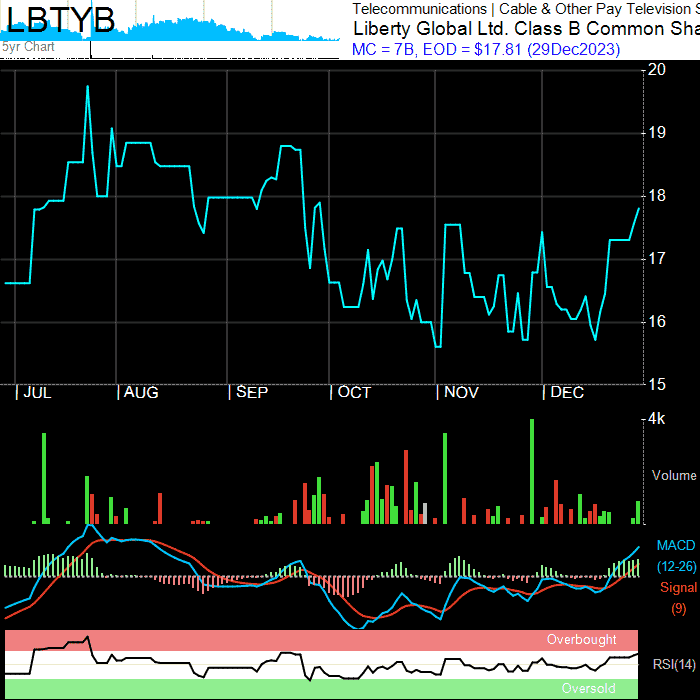 LBTYB
5yr Chart
Telecommunications | Cable & Other Pay Television S
Liberty Global Ltd. Class B Common Sha
MC = 7B, EOD = $17.81 (29Dec2023)
20
19
18
17
16
15
| JUL | AUG | SEP | OCT | NOV | DEC
4k
Volume
MACD
(12-26)
Signal
(9)
Overbought
RSI(14)
Oversold